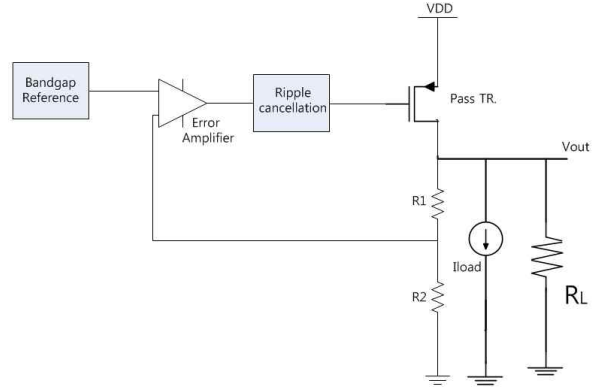 VDD
Bandgap
Reference
Ripple
cancellation
Pass TR.
Error
Amplifier
Vout
R1
Iload
R2
RL